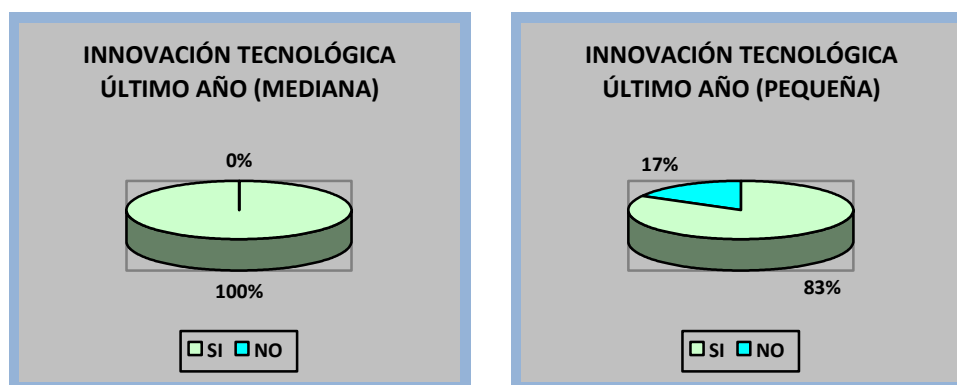 INNOVACIÓN TECNOLÓGICA
ÚLTIMO AÑO (MEDIANA)
0%
100%
SI NO
INNOVACIÓN TECNOLÓGICA
ÚLTIMO AÑO (PEQUEÑA)
17%
83%
SI NO